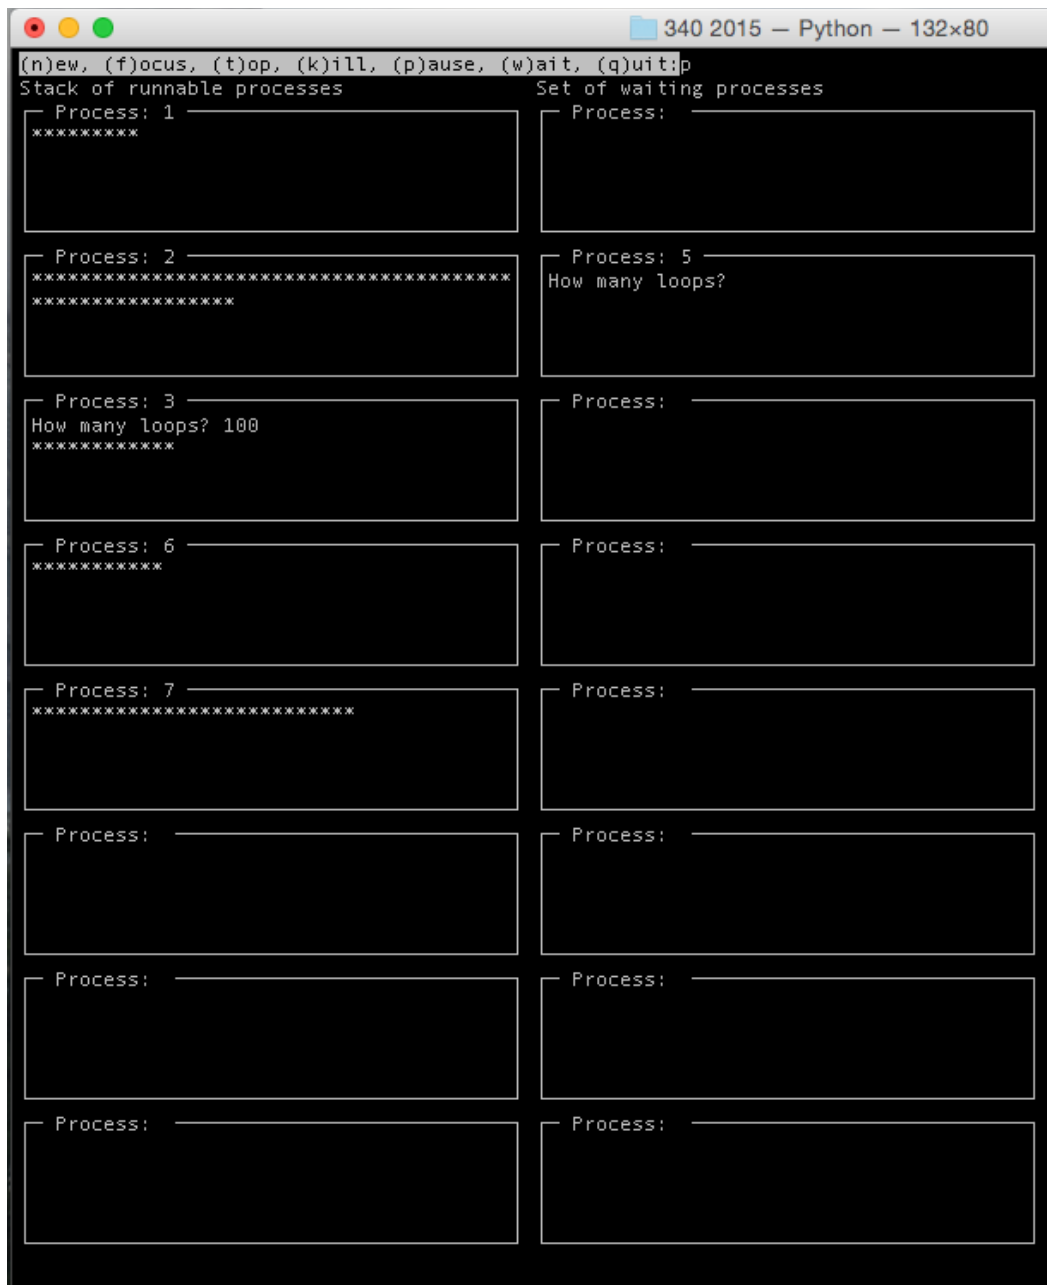 340 2015 — Python — 132×80
(n)ew, (f)ocus, (t)op, (k)ill, (p)ause, (w)ait, (q)uit:p
Stack of runnable processes
Process: 1
*********
Process: 2
****************************************
*****************
Process: 3
How many loops? 100
************
Process: 6
***********
Process: 7
***************************
Process:
Process:
Process:
Set of waiting processes
Process:
Process: 5
How many loops?
Process:
Process:
Process:
Process:
Process:
Process: